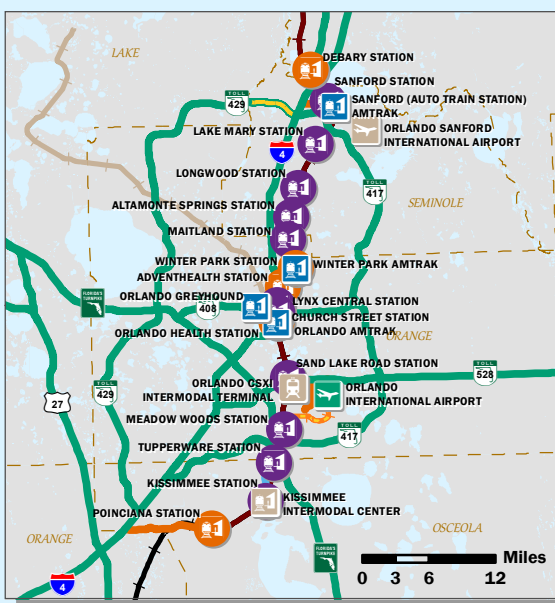 LAKE
DEBARY STATION
SANFORD STATION
SANFORD (AUTO TRAIN STATION)
AMTRAK
TOLL
429
LAKE MARY STATION
ORLANDO SANFORD
INTERNATIONAL AIRPORT
4
LONGWOOD STATION
TOLL
417
SEMINOLE
ALTAMONTE SPRINGS STATION
MAITLAND STATION
WINTER PARK STATION
WINTER PARK AMTRAK
ADVENTHEALTH STATION
ORLANDO GREYHOUND
LYNX CENTRAL STATION
FLORIDA'S
TURNPIKE
TOLL
408
CHURCH STREET STATION
ORLANDO HEALTH STATION
ORLANDO AMTRAK
ORANGE
SAND LAKE ROAD STATION
TOLL
528
ORLANDO CSXI
INTERMODAL TERMINAL
ORLANDO
INTERNATIONAL AIRPORT
TOLL
429
27
MEADOW WOODS STATION
TOLL
417
TUPPERWARE STATION
KISSIMMEE STATION
KISSIMMEE
INTERMODAL CENTER
POINCIANA STATION
ORANGE
OSCEOLA
FLORIDA'S
TURNPIKE
4
Miles
0 3 6 12